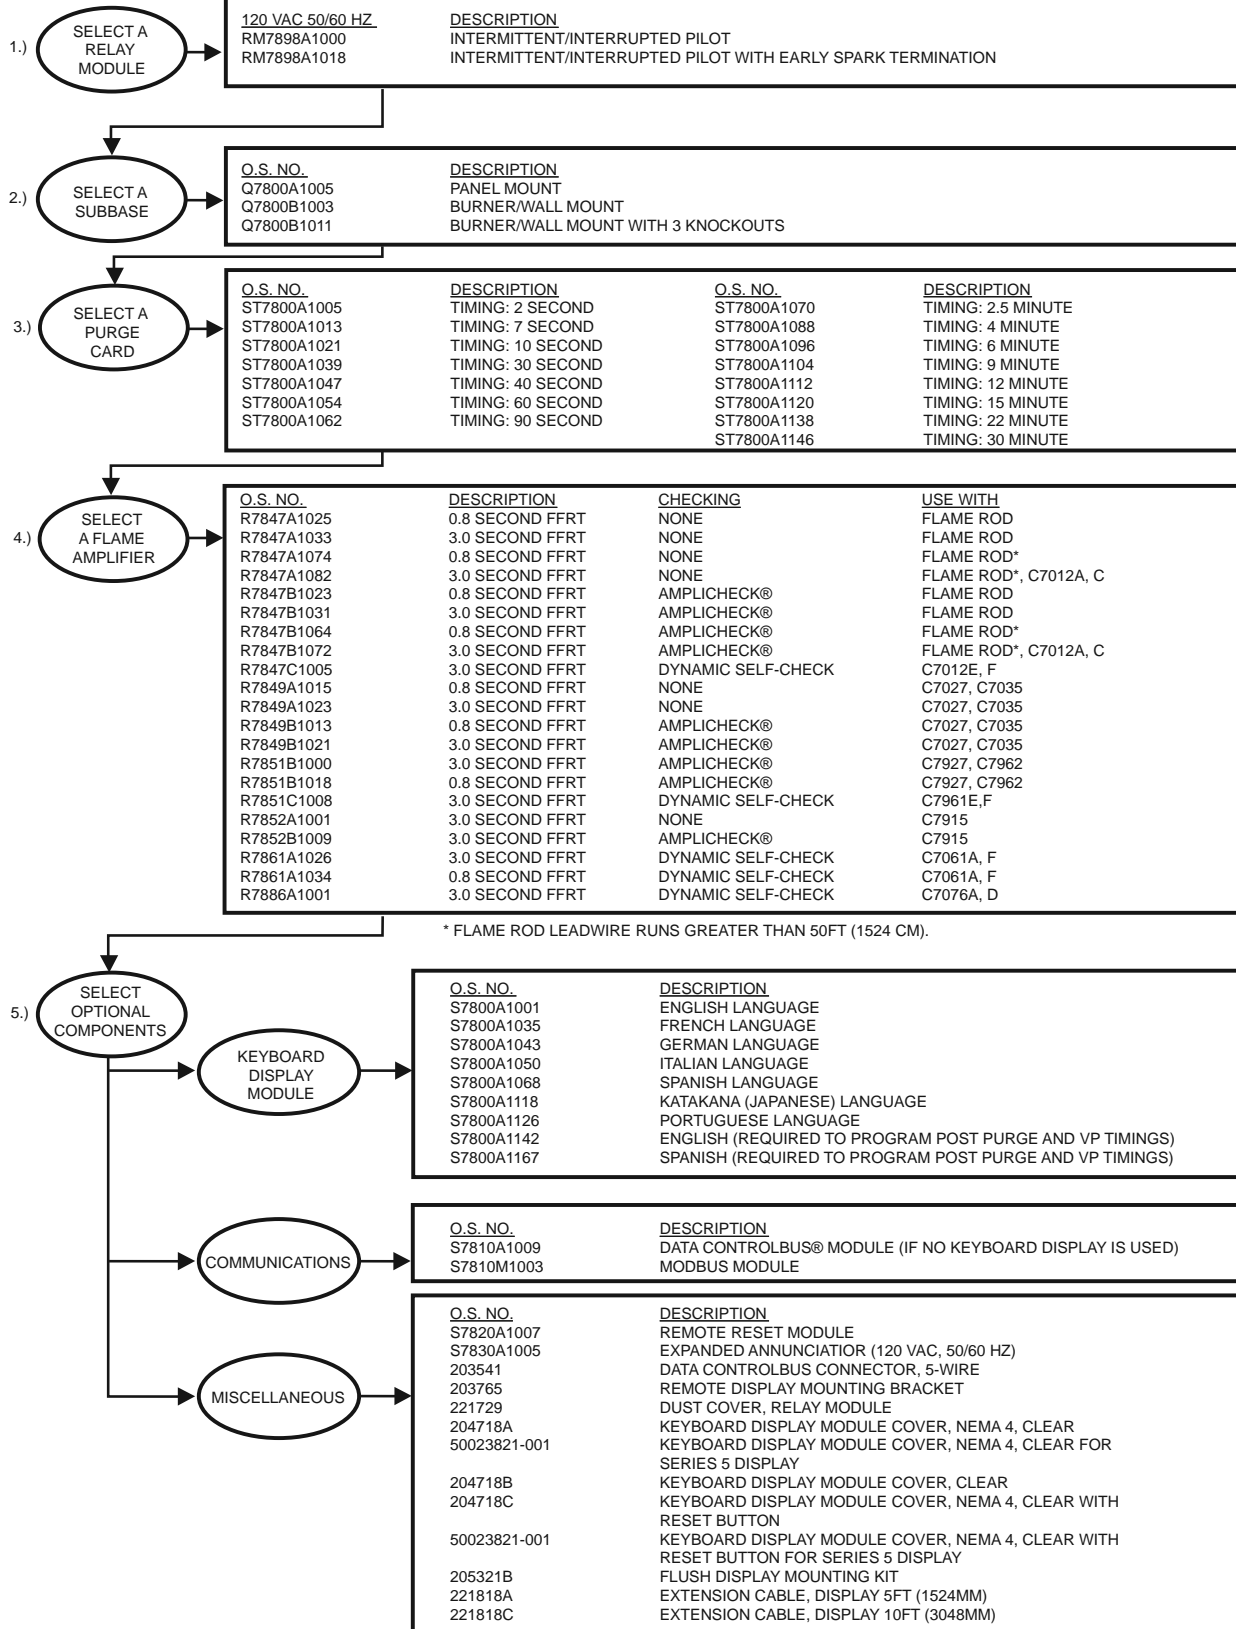 1.)
SELECT A
RELAY
MODULE
120 VAC 50/60 HZ DESCRIPTION
RM7898A1000 INTERMITTENT/INTERRUPTED PILOT
RM7898A1018 INTERMITTENT/INTERRUPTED PILOT WITH EARLY SPARK TERMINATION
2.)
SELECT A
SUBBASE
O.S. NO. DESCRIPTION
Q7800A1005 PANEL MOUNT
Q7800B1003 BURNER/WALL MOUNT
Q7800B1011 BURNER/WALL MOUNT WITH 3 KNOCKOUTS
3.)
SELECT A
PURGE
CARD
O.S. NO. DESCRIPTION O.S. NO. DESCRIPTION
ST7800A1005 TIMING: 2 SECOND ST7800A1070 TIMING: 2.5 MINUTE
ST7800A1013 TIMING: 7 SECOND ST7800A1088 TIMING: 4 MINUTE
ST7800A1021 TIMING: 10 SECOND ST7800A1096 TIMING: 6 MINUTE
ST7800A1039 TIMING: 30 SECOND ST7800A1104 TIMING: 9 MINUTE
ST7800A1047 TIMING: 40 SECOND ST7800A1112 TIMING: 12 MINUTE
ST7800A1054 TIMING: 60 SECOND ST7800A1120 TIMING: 15 MINUTE
ST7800A1062 TIMING: 90 SECOND ST7800A1138 TIMING: 22 MINUTE
ST7800A1146 TIMING: 30 MINUTE
4.)
SELECT
A FLAME
AMPLIFIER
O.S. NO. DESCRIPTION CHECKING USE WITH
R7847A1025 0.8 SECOND FFRT NONE FLAME ROD
R7847A1033 3.0 SECOND FFRT NONE FLAME ROD
R7847A1074 0.8 SECOND FFRT NONE FLAME ROD*
R7847A1082 3.0 SECOND FFRT NONE FLAME ROD*, C7012A, C
R7847B1023 0.8 SECOND FFRT AMPLICHECK® FLAME ROD
R7847B1031 3.0 SECOND FFRT AMPLICHECK® FLAME ROD
R7847B1064 0.8 SECOND FFRT AMPLICHECK® FLAME ROD*
R7847B1072 3.0 SECOND FFRT AMPLICHECK® FLAME ROD*, C7012A, C
R7847C1005 3.0 SECOND FFRT DYNAMIC SELF-CHECK C7012E, F
R7849A1015 0.8 SECOND FFRT NONE C7027, C7035
R7849A1023 3.0 SECOND FFRT NONE C7027, C7035
R7849B1013 0.8 SECOND FFRT AMPLICHECK® C7027, C7035
R7849B1021 3.0 SECOND FFRT AMPLICHECK® C7027, C7035
R7851B1000 3.0 SECOND FFRT AMPLICHECK® C7927, C7962
R7851B1018 0.8 SECOND FFRT AMPLICHECK® C7927, C7962
R7851C1008 3.0 SECOND FFRT DYNAMIC SELF-CHECK C7961E,F
R7852A1001 3.0 SECOND FFRT NONE C7915
R7852B1009 3.0 SECOND FFRT AMPLICHECK® C7915
R7861A1026 3.0 SECOND FFRT DYNAMIC SELF-CHECK C7061A, F
R7861A1034 0.8 SECOND FFRT DYNAMIC SELF-CHECK C7061A, F
R7886A1001 3.0 SECOND FFRT DYNAMIC SELF-CHECK C7076A, D
* FLAME ROD LEADWIRE RUNS GREATER THAN 50FT (1524 CM).
5.)
SELECT
OPTIONAL
COMPONENTS
KEYBOARD
DISPLAY
MODULE
O.S. NO. DESCRIPTION
S7800A1001 ENGLISH LANGUAGE
S7800A1035 FRENCH LANGUAGE
S7800A1043 GERMAN LANGUAGE
S7800A1050 ITALIAN LANGUAGE
S7800A1068 SPANISH LANGUAGE
S7800A1118 KATAKANA (JAPANESE) LANGUAGE
S7800A1126 PORTUGUESE LANGUAGE
S7800A1142 ENGLISH (REQUIRED TO PROGRAM POST PURGE AND VP TIMINGS)
S7800A1167 SPANISH (REQUIRED TO PROGRAM POST PURGE AND VP TIMINGS)
COMMUNICATIONS
O.S. NO. DESCRIPTION
S7810A1009 DATA CONTROLBUS® MODULE (IF NO KEYBOARD DISPLAY IS USED)
S7810M1003 MODBUS MODULE
MISCELLANEOUS
O.S. NO. DESCRIPTION
S7820A1007 REMOTE RESET MODULE
S7830A1005 EXPANDED ANNUNCIATIOR (120 VAC, 50/60 HZ)
203541 DATA CONTROLBUS CONNECTOR, 5-WIRE
203765 REMOTE DISPLAY MOUNTING BRACKET
221729 DUST COVER, RELAY MODULE
204718A KEYBOARD DISPLAY MODULE COVER, NEMA 4, CLEAR
50023821-001 KEYBOARD DISPLAY MODULE COVER, NEMA 4, CLEAR FOR
SERIES 5 DISPLAY
204718B KEYBOARD DISPLAY MODULE COVER, CLEAR
204718C KEYBOARD DISPLAY MODULE COVER, NEMA 4, CLEAR WITH
RESET BUTTON
50023821-001 KEYBOARD DISPLAY MODULE COVER, NEMA 4, CLEAR WITH
RESET BUTTON FOR SERIES 5 DISPLAY
205321B FLUSH DISPLAY MOUNTING KIT
221818A EXTENSION CABLE, DISPLAY 5FT (1524MM)
221818C EXTENSION CABLE, DISPLAY 10FT (3048MM)